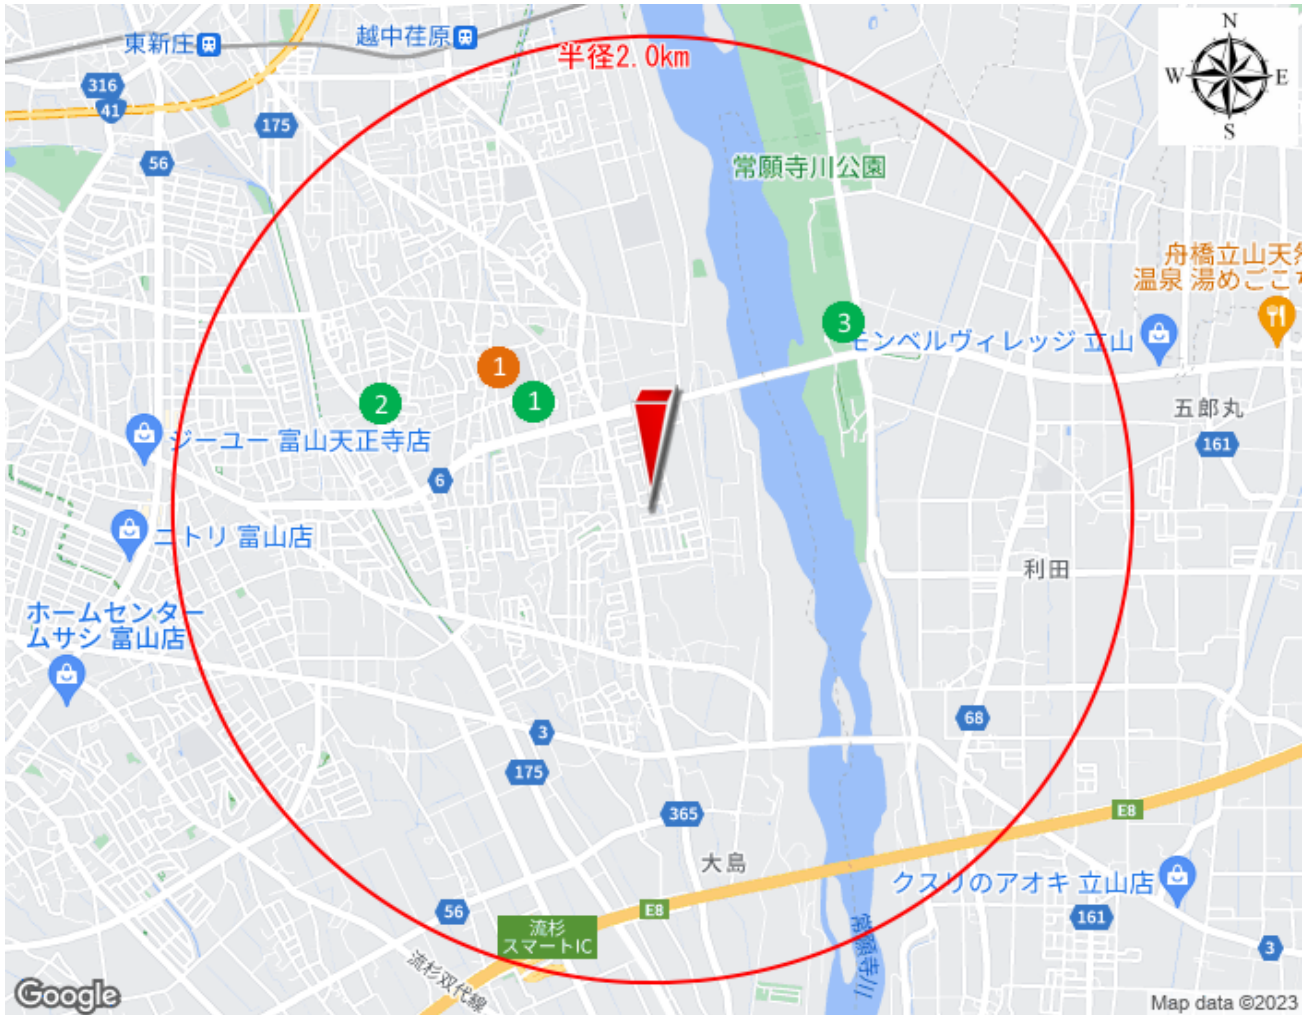 東新庄
越中荏原
半径2.0km
N
W
E
S
316
41
175
56
常願寺川公園
舟橋立山天然
温泉 湯めごこち
3
モンベルヴィレッジ 立山
1
2
1
五郎丸
161
ジーユー 富山天正寺店
6
ニトリ 富山店
利田
ホームセンター
ムサシ 富山店
68
3
175
E8
365
大島
クスリのアオキ 立山店
56
E8
161
流杉
スマートIC
3
常願寺川
流杉双代線
Google
Map data ©2023